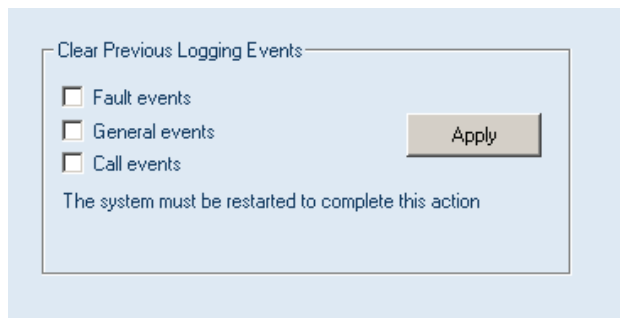 Clear Previous Logging Events
Fault events
General events
Apply
Call events
The system must be restarted to complete this action